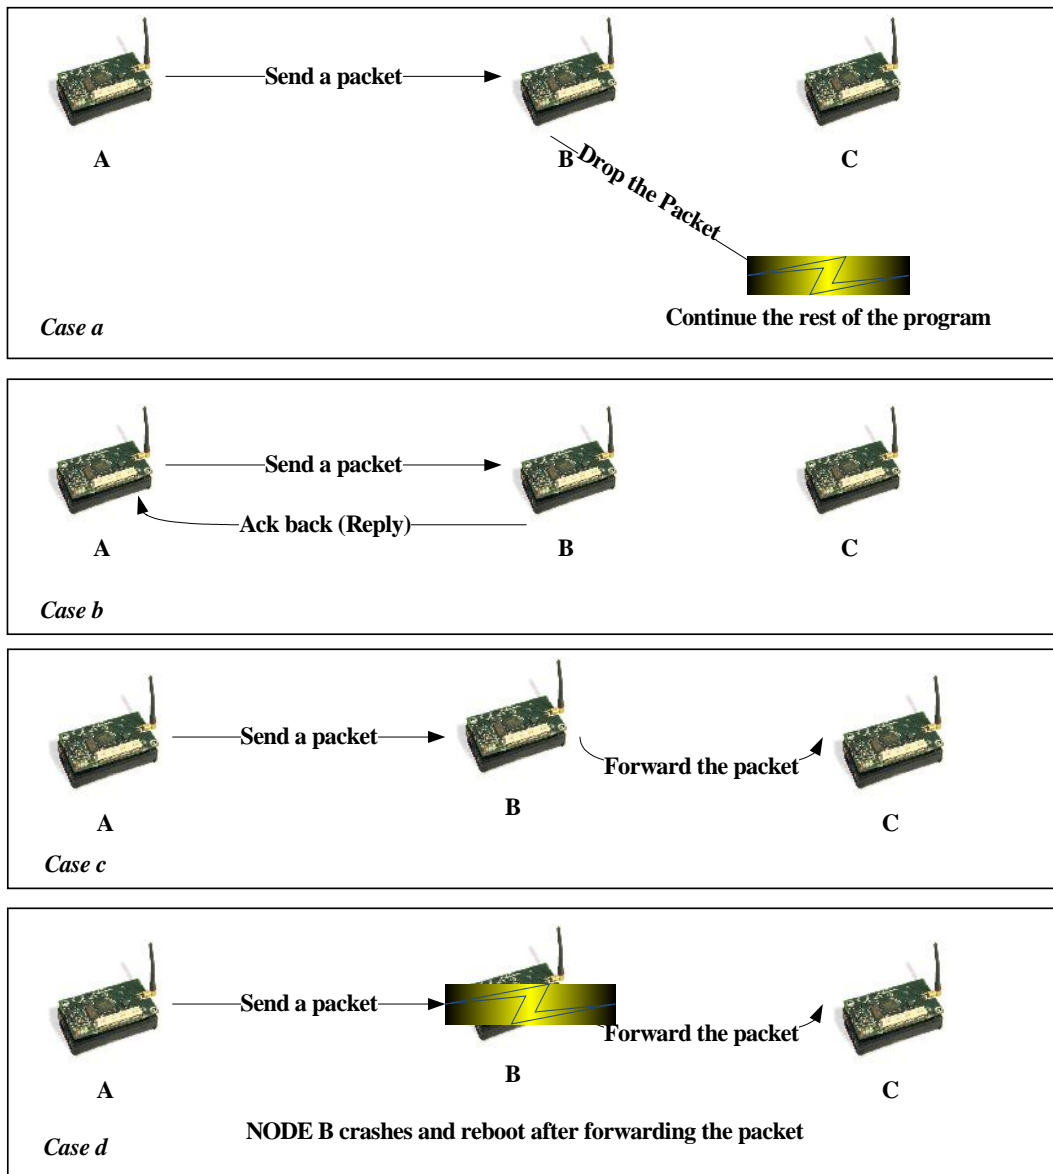 Send a packet
A
B
C
Drop the Packet
Continue the rest of the program
Case a
Send a packet
Ack back (Reply)
A
B
C
Case b
Send a packet
Forward the packet
A
B
C
Case c
Send a packet
Forward the packet
A
B
C
NODE B crashes and reboot after forwarding the packet
Case d